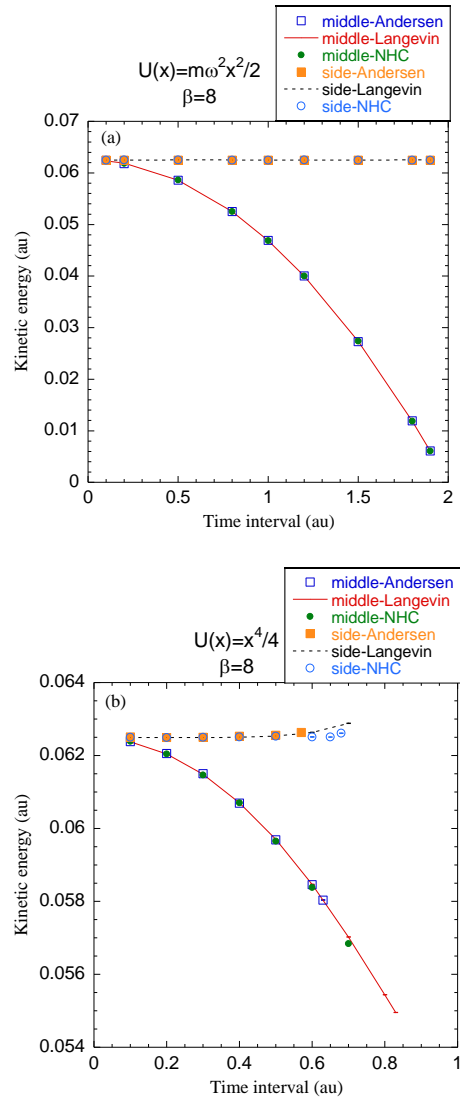 middle-Andersen
middle-Langevin
middle-NHC
side-Andersen
side-Langevin
side-NHC
U(x)=mω²x²/2
β=8
(a)
0.07
0.06
0.05
0.04
0.03
0.02
0.01
0
Kinetic energy (au)
0 0.5 1 1.5 2
Time interval (au)
middle-Andersen
middle-Langevin
middle-NHC
side-Andersen
side-Langevin
side-NHC
U(x)=x⁴/4
β=8
(b)
0.064
0.062
0.06
0.058
0.056
0.054
Kinetic energy (au)
0 0.2 0.4 0.6 0.8 1
Time interval (au)